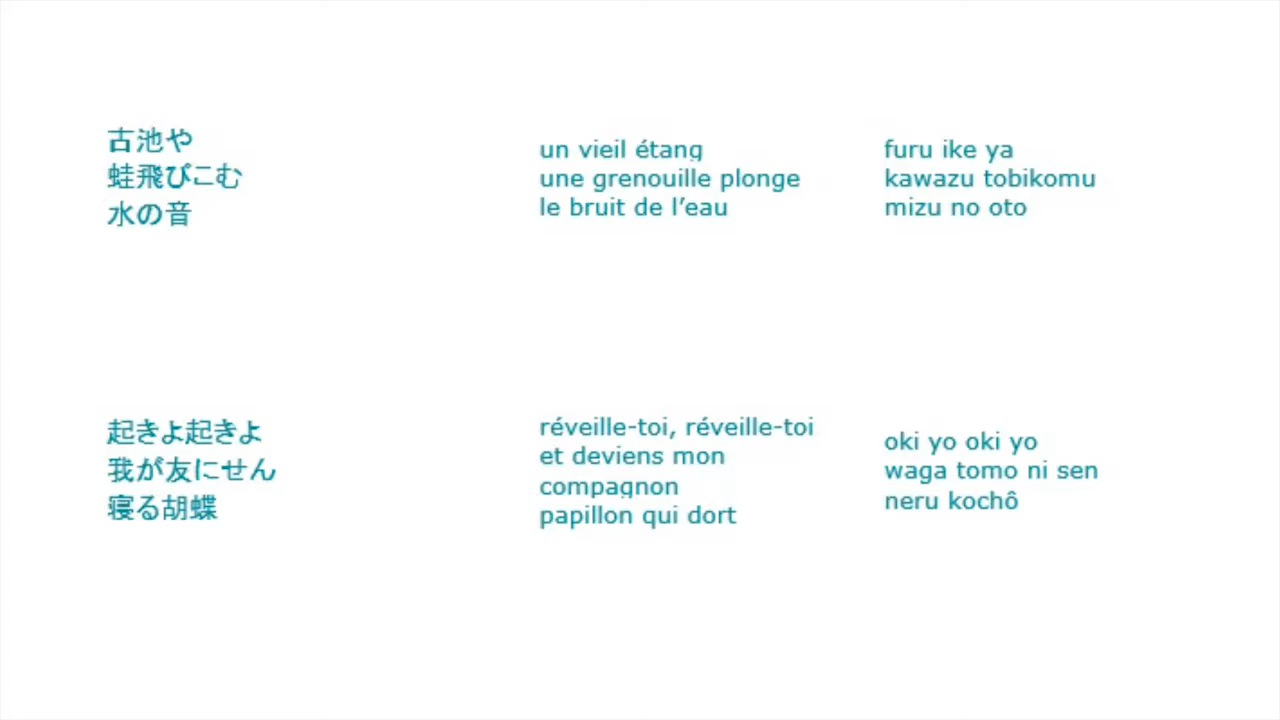 古池や
蛙飛びこむ
水の音
un vieil étang
une grenouille plonge
le bruit de l’eau
furu ike ya
kawazu tobikomu
mizu no oto
起きよ起きよ
我が友にせん
寝る胡蝶
réveille-toi, réveille-toi
et deviens mon
compagnon
papillon qui dort
oki yo oki yo
waga tomo ni sen
neru kochô